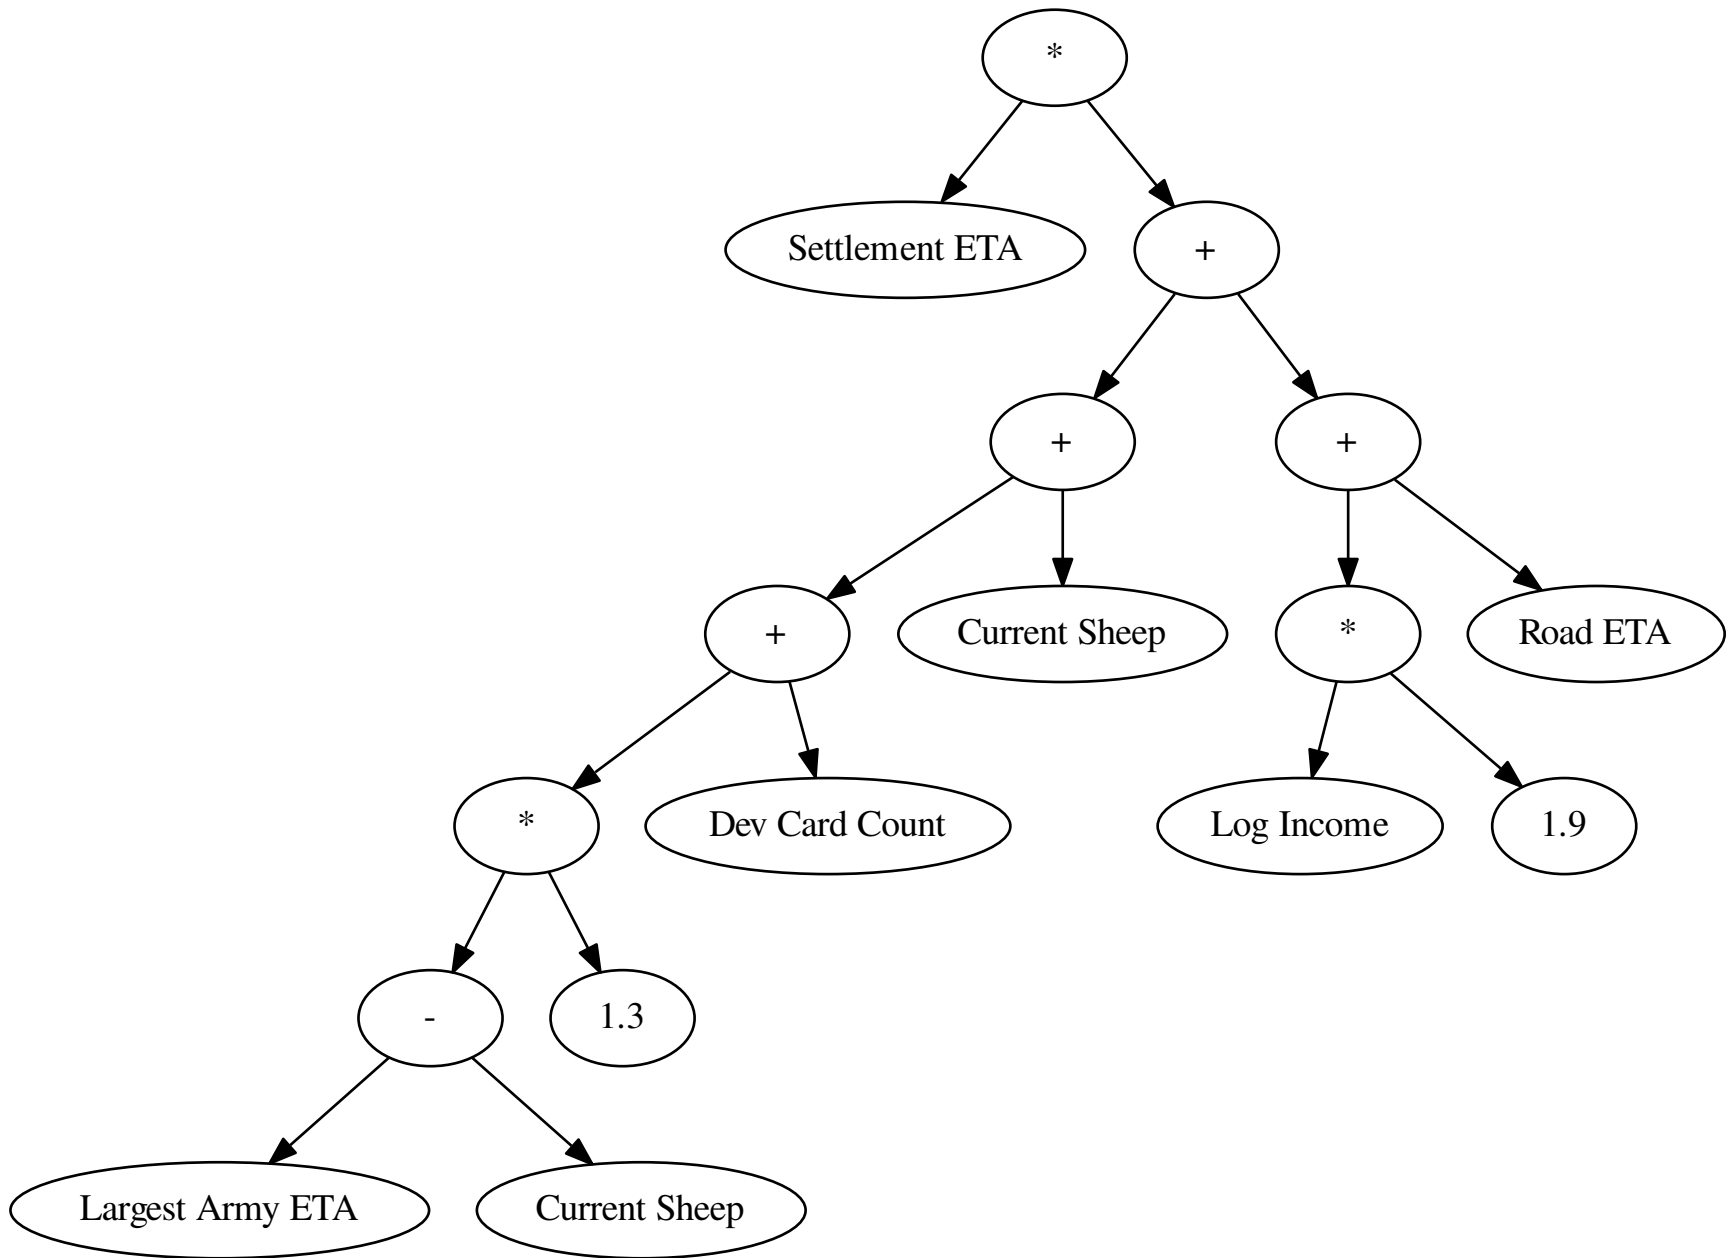 *
Settlement ETA
+
+
+
+
Current Sheep
*
Road ETA
*
Dev Card Count
Log Income
1.9
-
1.3
Largest Army ETA
Current Sheep